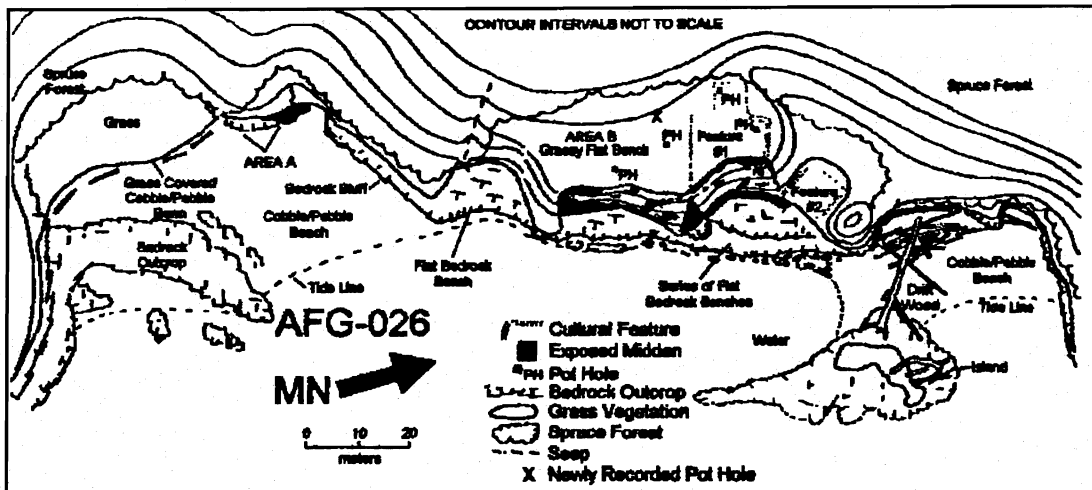 CONTOUR INTERVALS NOT TO SCALE
Spruce
Forest
Grass
AREA A
Grass Covered
Cobble/Pebble
Bedrock Bluff
Cobble/Pebble
Beach
Bedrock
Outcrop
Tide Line
Flat Bedrock
Beach
AREA B
Grassy Flat Bench
PH
PH
PH
PH
X
Feature
#1
Feature
#2
Spruce Forest
Series of Flat
Bedrock Benches
Cobble/Pebble
Beach
Drift
Wood
Tide Line
Water
Island
AFG-026
MN
0 10 20
meters
Cultural Feature
Exposed Midden
PH Pot Hole
Bedrock Outcrop
Grass Vegetation
Spruce Forest
Seep
X Newly Recorded Pot Hole